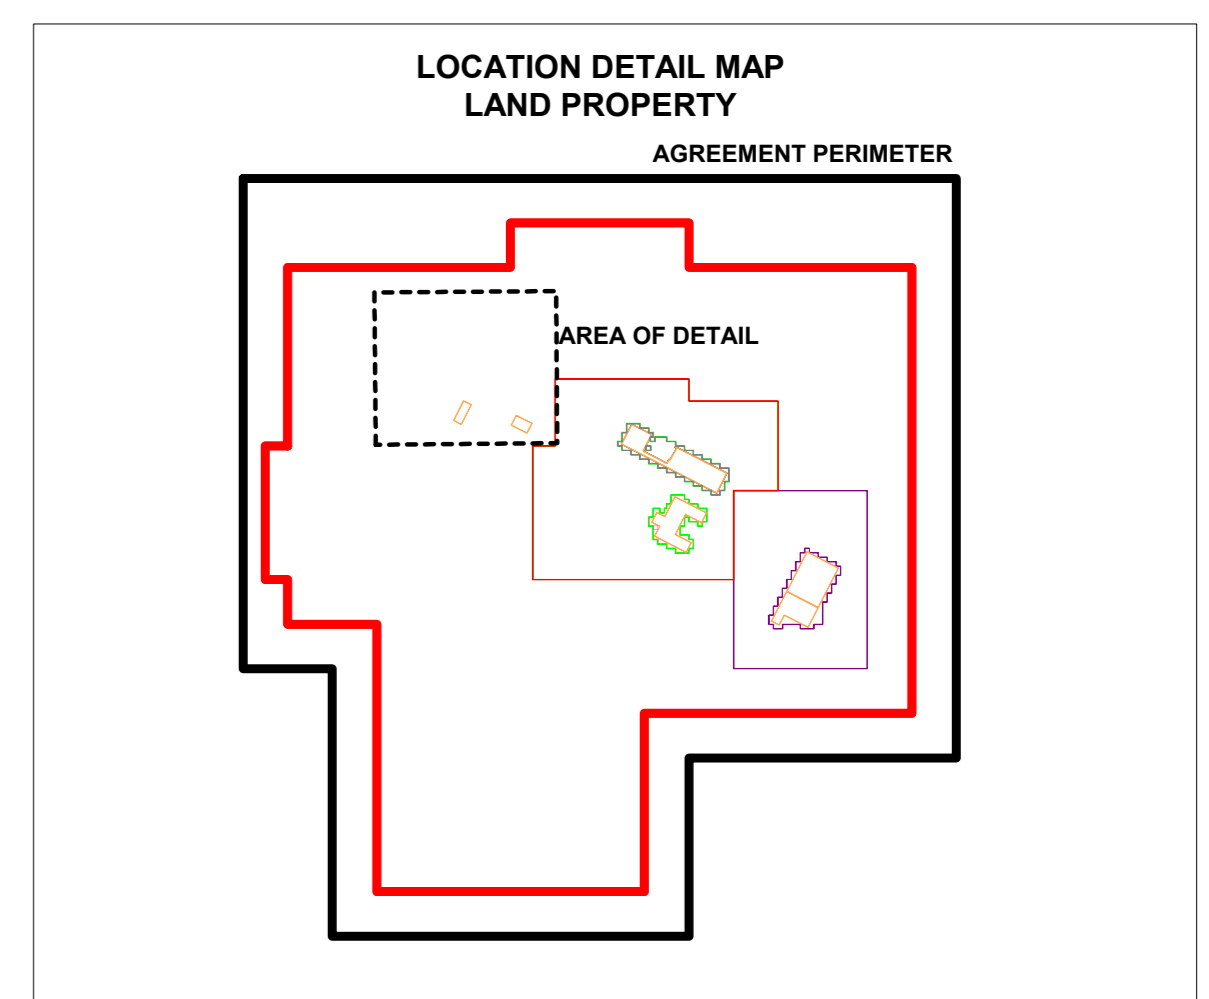 LOCATION DETAIL MAP
LAND PROPERTY
AGREEMENT PERIMETER
AREA OF DETAIL